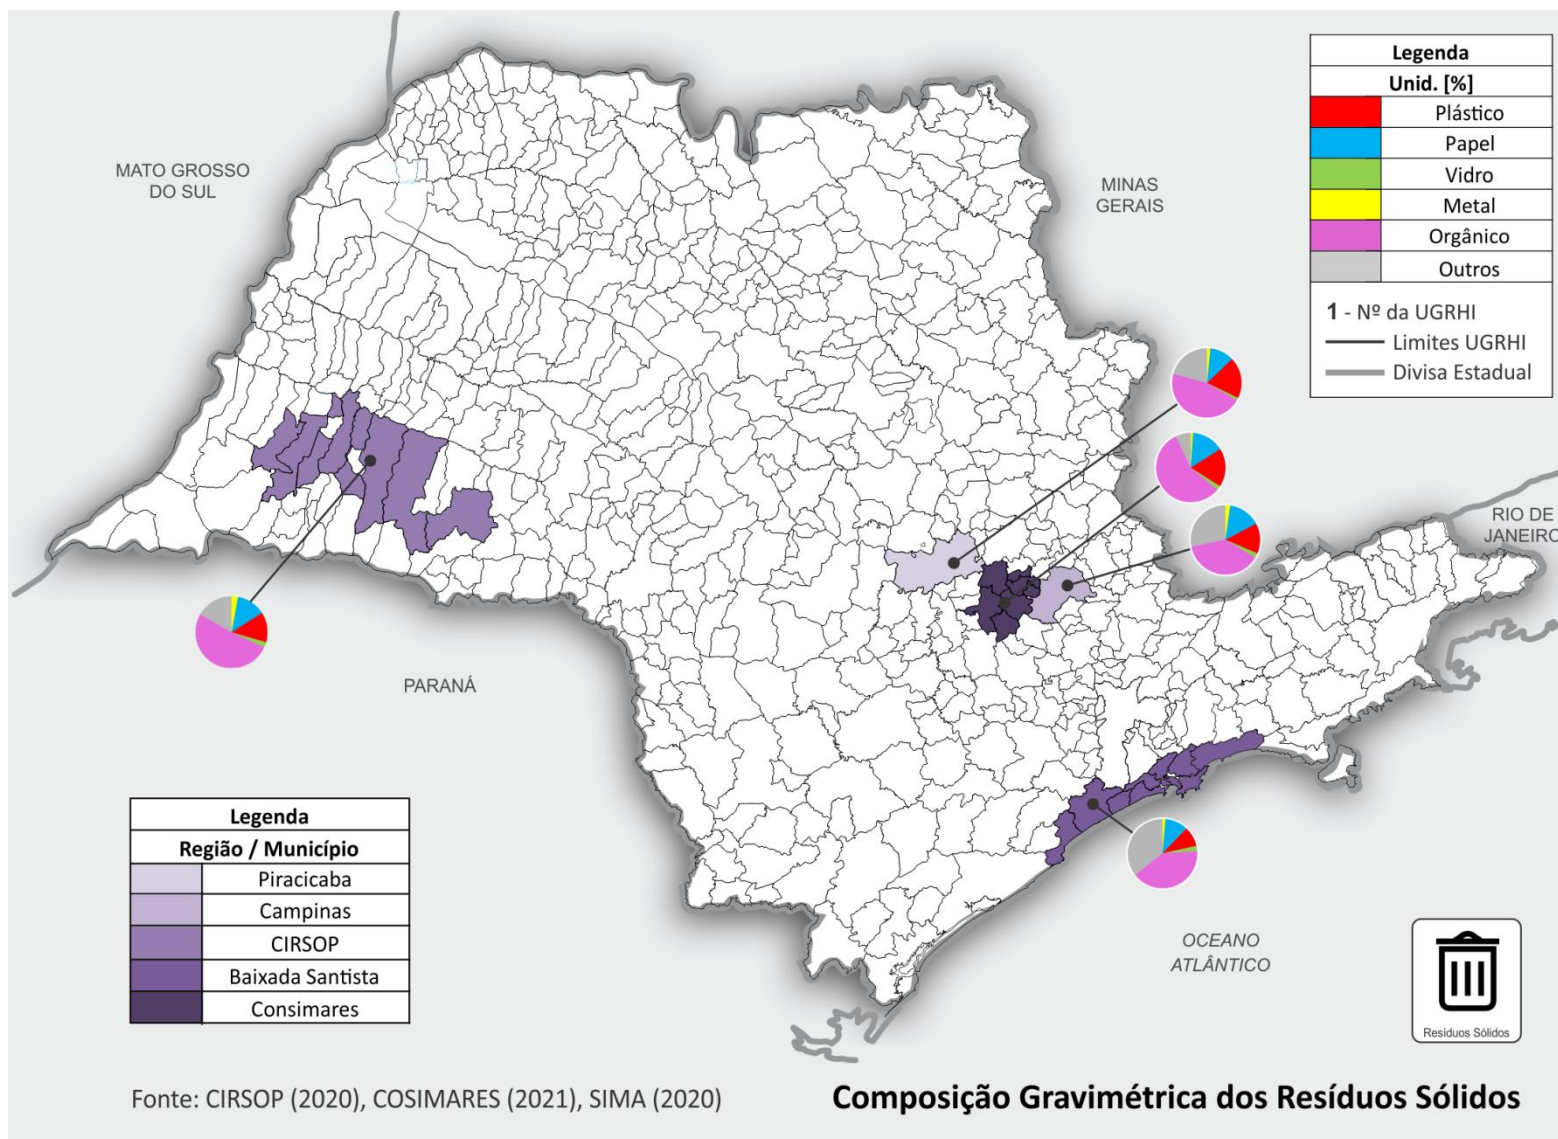 Legenda
Unid. [%]
Plástico
Papel
Vidro
Metal
Orgânico
Outros
1 - Nº da UGRHI
Limites UGRHI
Divisa Estadual
MATO GROSSO
DO SUL
MINAS
GERAIS
RIO DE
JANEIRO
PARANÁ
Legenda
Região / Município
Piracicaba
Campinas
CIRSOP
Baixada Santista
Consimares
OCEANO
ATLÂNTICO
Resíduos Sólidos
Fonte: CIRSOP (2020), COSIMARES (2021), SIMA (2020)
Composição Gravimétrica dos Resíduos Sólidos